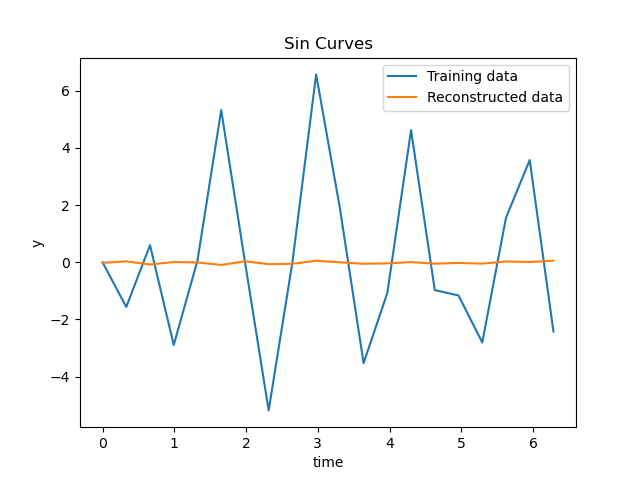 Sin Curves
Training data
Reconstructed data
6
4
2
0
−2
−4
y
0 1 2 3 4 5 6
time